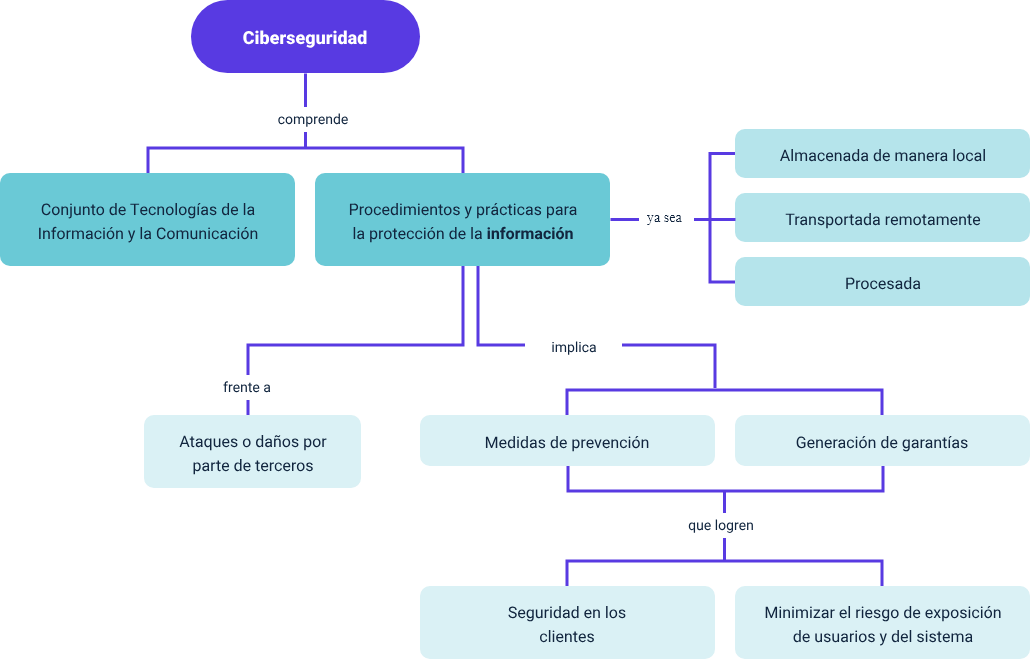 Ciberseguridad
comprende
Conjunto de Tecnologías de la
Información y la Comunicación
Procedimientos y prácticas para
la protección de la información
ya sea
Almacenada de manera local
Transportada remotamente
Procesada
implica
frente a
Ataques o daños por
parte de terceros
Medidas de prevención
Generación de garantías
que logren
Seguridad en los
clientes
Minimizar el riesgo de exposición
de usuarios y del sistema